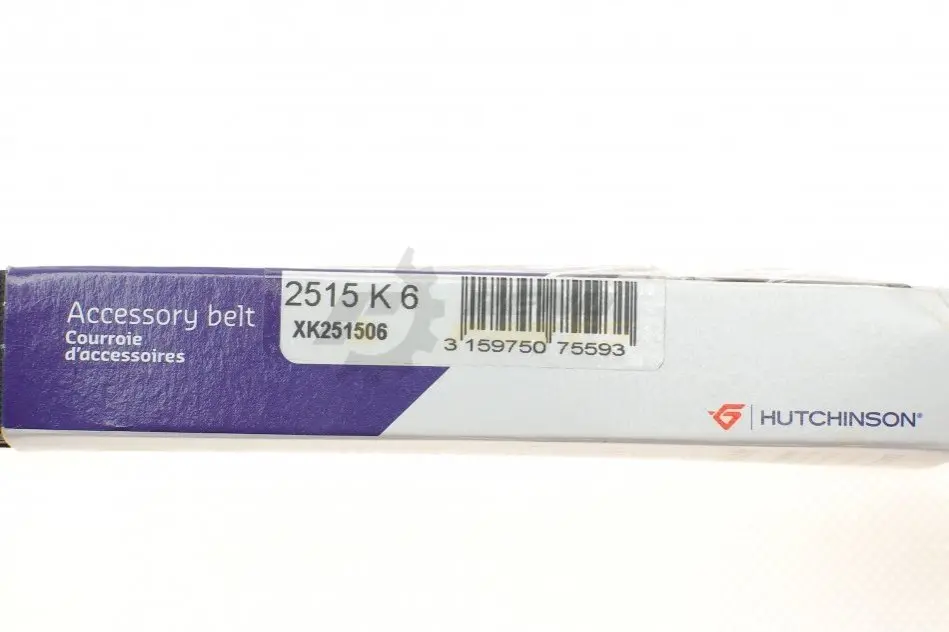 Accessory belt
Courroie
d'accessoires
2515 K 6
XK251506
3 159750 75593
HUTCHINSON®